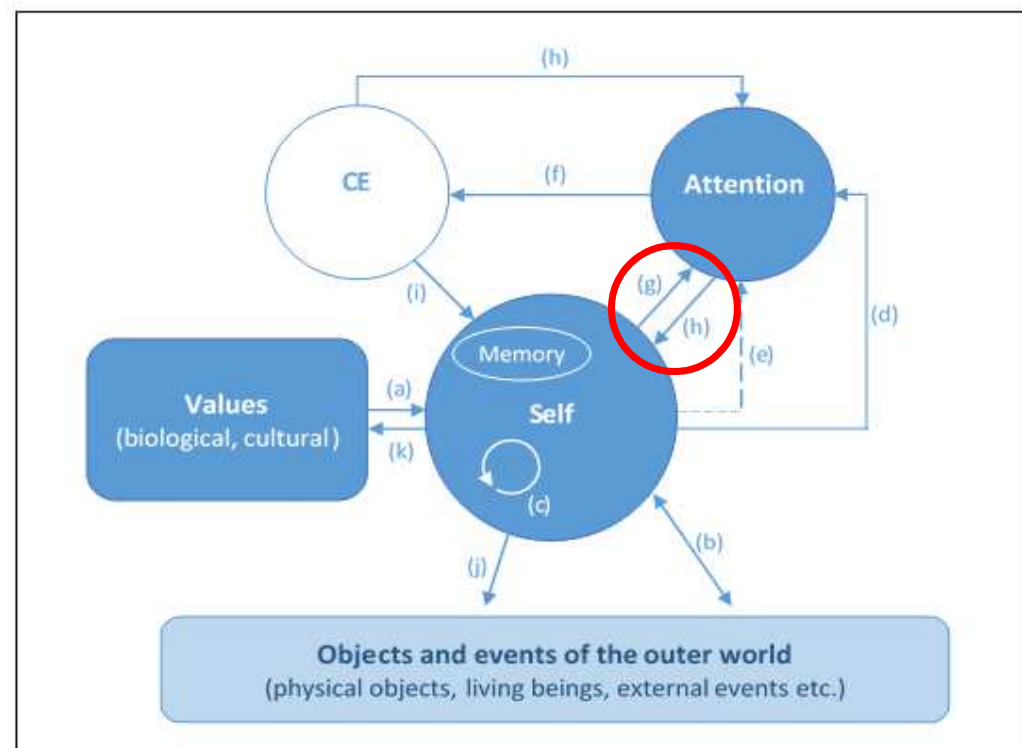 (h)
CE
(f)
Attention
(g)
(h)
(i)
(d)
(e)
Memory
Values
(biological, cultural)
(a)
(k)
Self
(c)
(b)
(j)
Objects and events of the outer world
(physical objects, living beings, external events etc.)